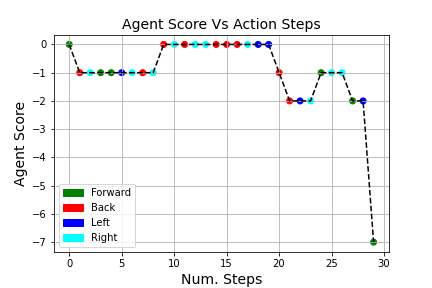 Agent Score Vs Action Steps
0
−1
−2
−3
−4
−5
−6
−7
Agent Score
Forward
Back
Left
Right
0 5 10 15 20 25 30
Num. Steps